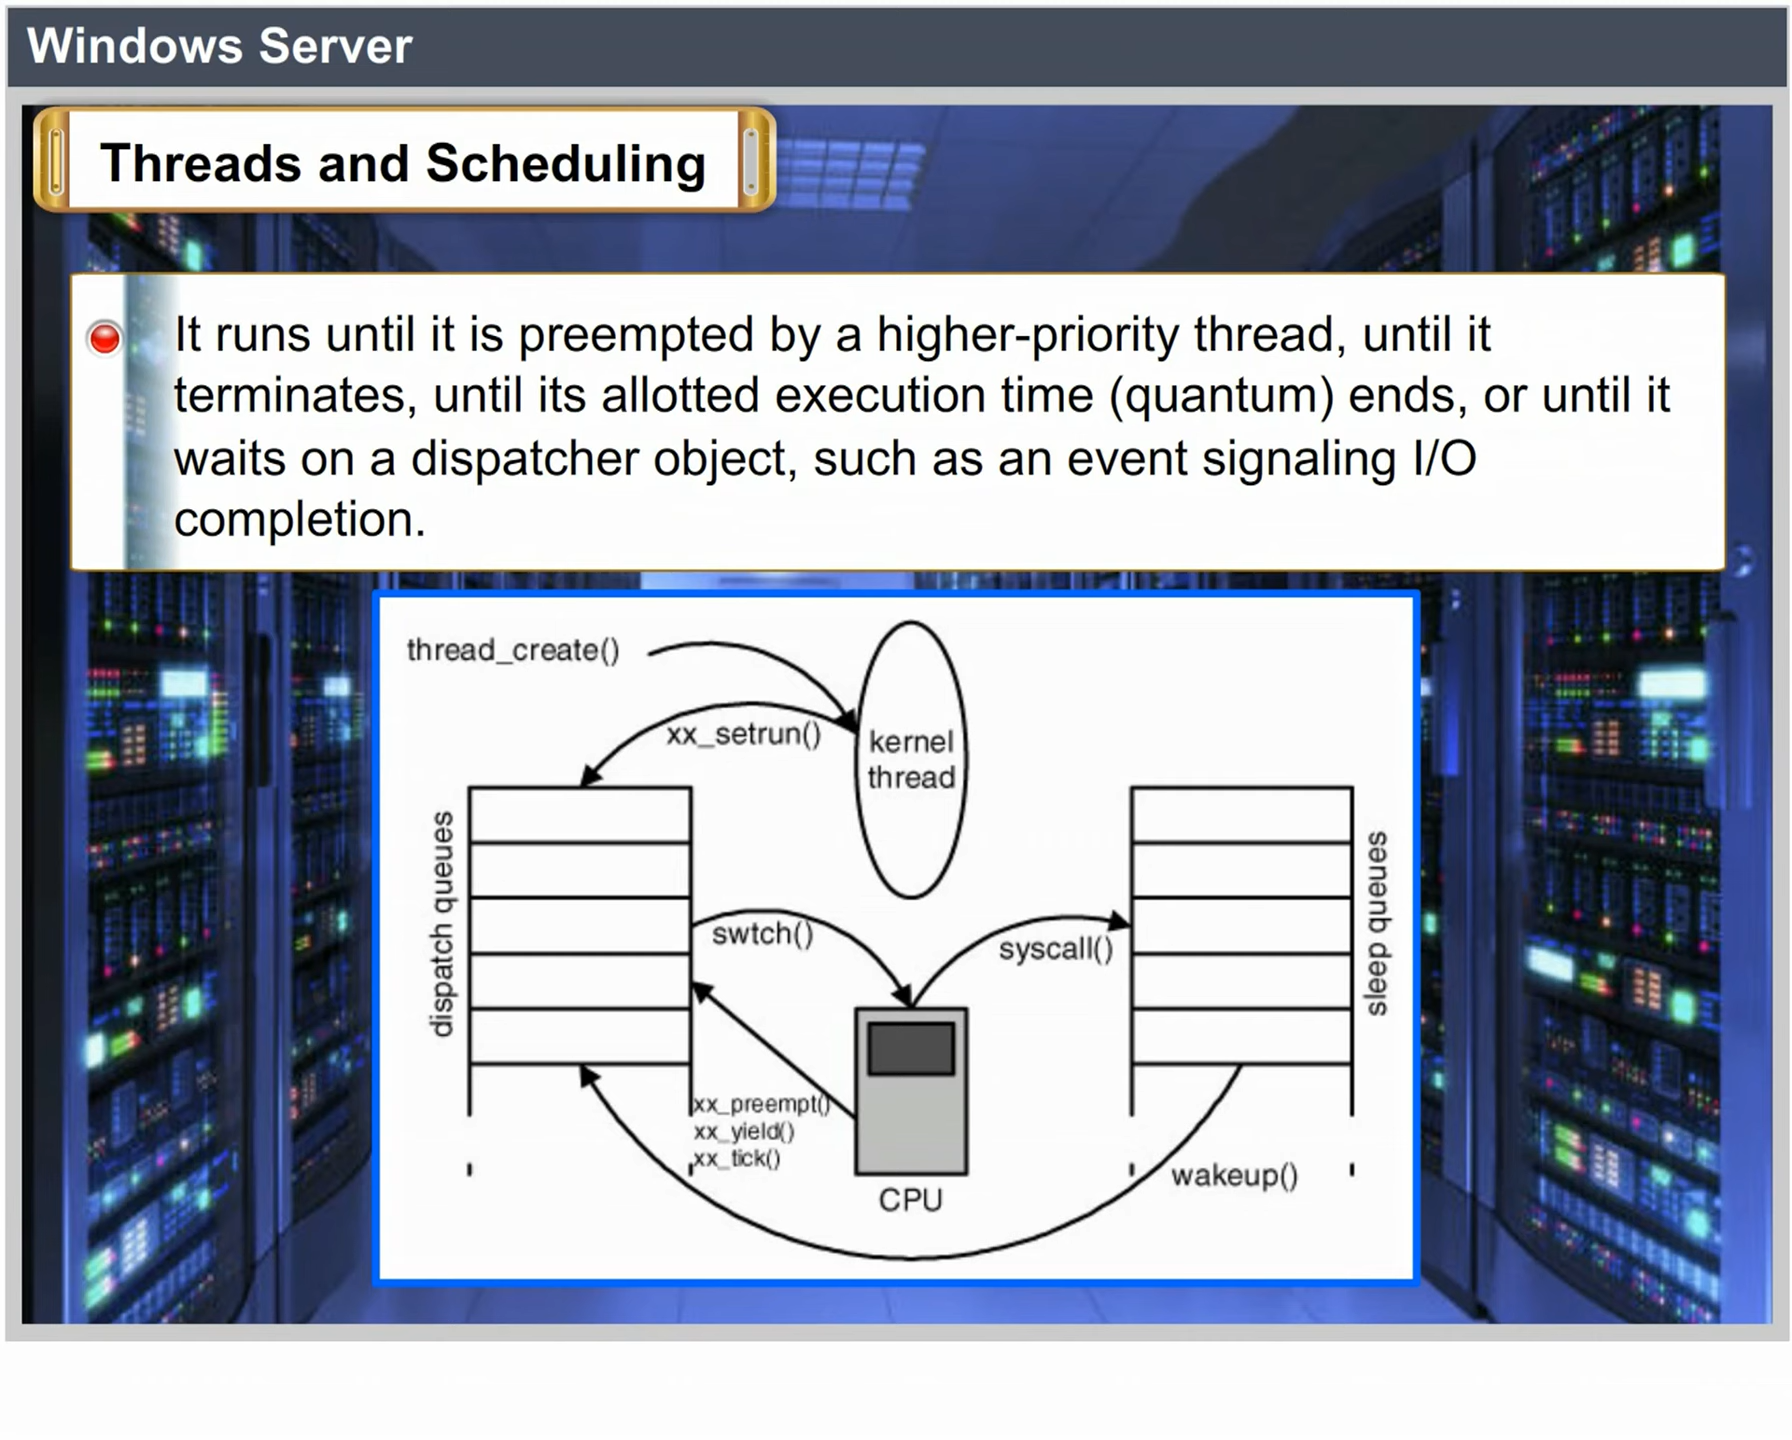 Windows Server
Threads and Scheduling
It runs until it is preempted by a higher-priority thread, until it
terminates, until its allotted execution time (quantum) ends, or until it
waits on a dispatcher object, such as an event signaling I/O
completion.
thread_create()
xx_setrun()
kernel
thread
dispatch queues
swtch()
syscall()
sleep queues
xx_preempt()
xx_yield()
xx_tick()
CPU
wakeup()